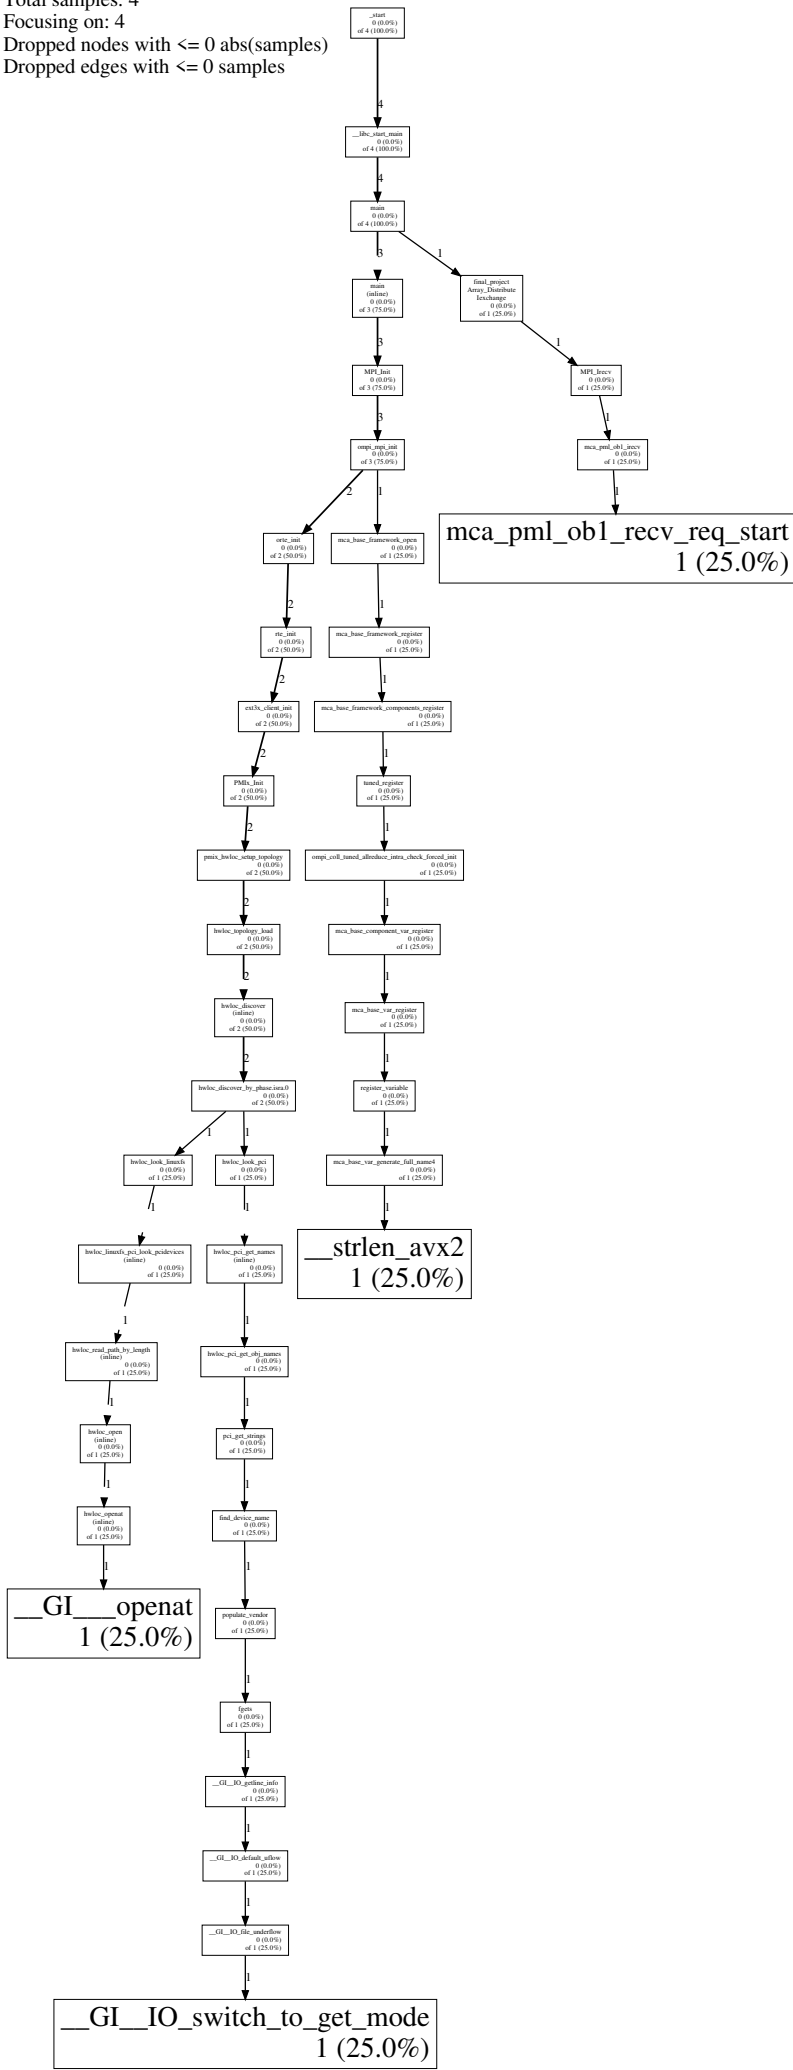 Total samples: 4
Focusing on: 4
Dropped nodes with <= 0 abs(samples)
Dropped edges with <= 0 samples
_start
0 (0.0%)
of 4 (100.0%)
4
__libc_start_main
0 (0.0%)
of 4 (100.0%)
4
main
0 (0.0%)
of 4 (100.0%)
3
1
main
(inline)
0 (0.0%)
of 3 (75.0%)
final_project
Array_Distribute
Iexchange
0 (0.0%)
of 1 (25.0%)
3
1
MPI_Init
0 (0.0%)
of 3 (75.0%)
MPI_Irecv
0 (0.0%)
of 1 (25.0%)
3
1
ompi_mpi_init
0 (0.0%)
of 3 (75.0%)
mca_pml_ob1_irecv
0 (0.0%)
of 1 (25.0%)
2
1
1
orte_init
0 (0.0%)
of 2 (50.0%)
mca_base_framework_open
0 (0.0%)
of 1 (25.0%)
mca_pml_ob1_recv_req_start
1 (25.0%)
2
1
rte_init
0 (0.0%)
of 2 (50.0%)
mca_base_framework_register
0 (0.0%)
of 1 (25.0%)
2
1
ext3x_client_init
0 (0.0%)
of 2 (50.0%)
mca_base_framework_components_register
0 (0.0%)
of 1 (25.0%)
2
1
PMIx_Init
0 (0.0%)
of 2 (50.0%)
tuned_register
0 (0.0%)
of 1 (25.0%)
2
1
pmix_hwloc_setup_topology
0 (0.0%)
of 2 (50.0%)
ompi_coll_tuned_allreduce_intra_check_forced_init
0 (0.0%)
of 1 (25.0%)
2
1
hwloc_topology_load
0 (0.0%)
of 2 (50.0%)
mca_base_component_var_register
0 (0.0%)
of 1 (25.0%)
2
1
hwloc_discover
(inline)
0 (0.0%)
of 2 (50.0%)
mca_base_var_register
0 (0.0%)
of 1 (25.0%)
2
1
hwloc_discover_by_phase.isra.0
0 (0.0%)
of 2 (50.0%)
register_variable
0 (0.0%)
of 1 (25.0%)
1
1
1
hwloc_look_linuxfs
0 (0.0%)
of 1 (25.0%)
hwloc_look_pci
0 (0.0%)
of 1 (25.0%)
mca_base_var_generate_full_name4
0 (0.0%)
of 1 (25.0%)
1
1
1
hwloc_linuxfs_pci_look_pcidevices
(inline)
0 (0.0%)
of 1 (25.0%)
hwloc_pci_get_names
(inline)
0 (0.0%)
of 1 (25.0%)
__strlen_avx2
1 (25.0%)
1
1
hwloc_read_path_by_length
(inline)
0 (0.0%)
of 1 (25.0%)
hwloc_pci_get_obj_names
0 (0.0%)
of 1 (25.0%)
1
1
hwloc_open
(inline)
0 (0.0%)
of 1 (25.0%)
pci_get_strings
0 (0.0%)
of 1 (25.0%)
1
1
hwloc_openat
(inline)
0 (0.0%)
of 1 (25.0%)
find_device_name
0 (0.0%)
of 1 (25.0%)
1
1
__GI___openat
1 (25.0%)
populate_vendor
0 (0.0%)
of 1 (25.0%)
1
fgets
0 (0.0%)
of 1 (25.0%)
1
__GI__IO_getline_info
0 (0.0%)
of 1 (25.0%)
1
__GI__IO_default_uflow
0 (0.0%)
of 1 (25.0%)
1
__GI__IO_file_underflow
0 (0.0%)
of 1 (25.0%)
1
__GI__IO_switch_to_get_mode
1 (25.0%)